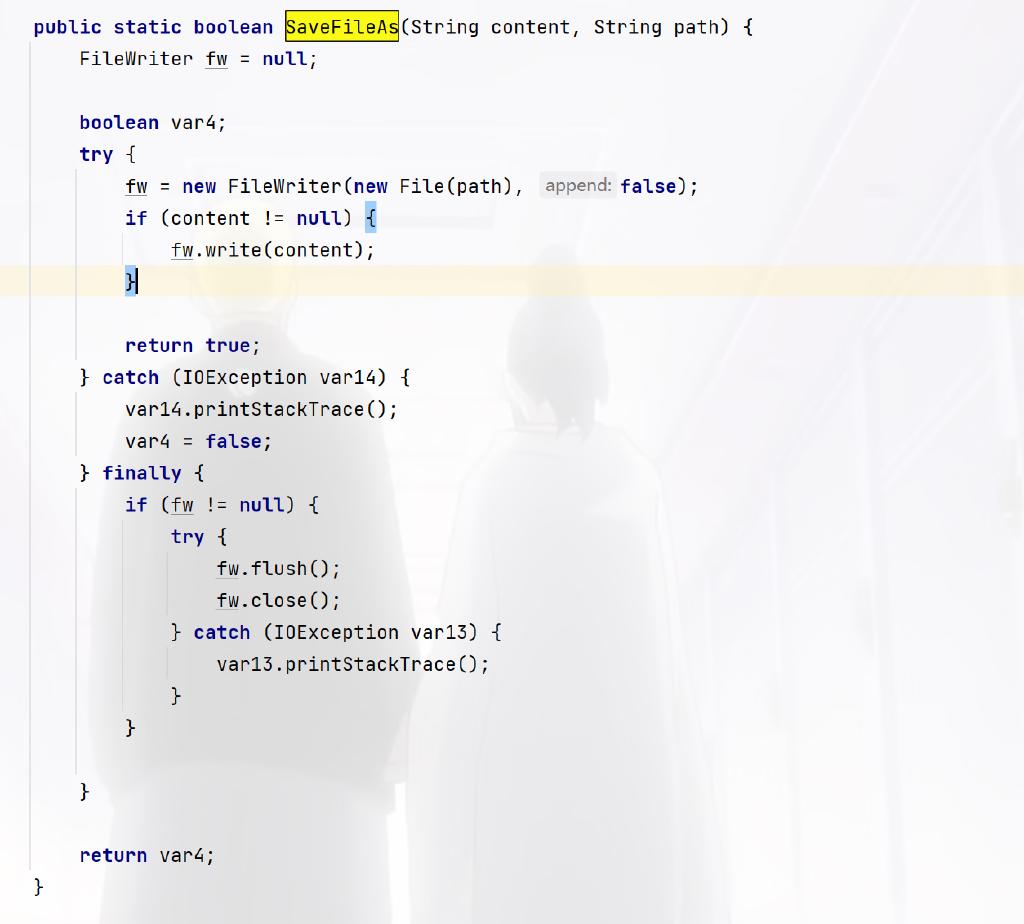 public static boolean SaveFileAs(String content, String path) {
FileWriter fw = null;
boolean var4;
try {
fw = new FileWriter(new File(path), append: false);
if (content != null) {
fw.write(content);
}
return true;
} catch (IOException var14) {
var14.printStackTrace();
var4 = false;
} finally {
if (fw != null) {
try {
fw.flush();
fw.close();
} catch (IOException var13) {
var13.printStackTrace();
}
}
}
return var4;
}